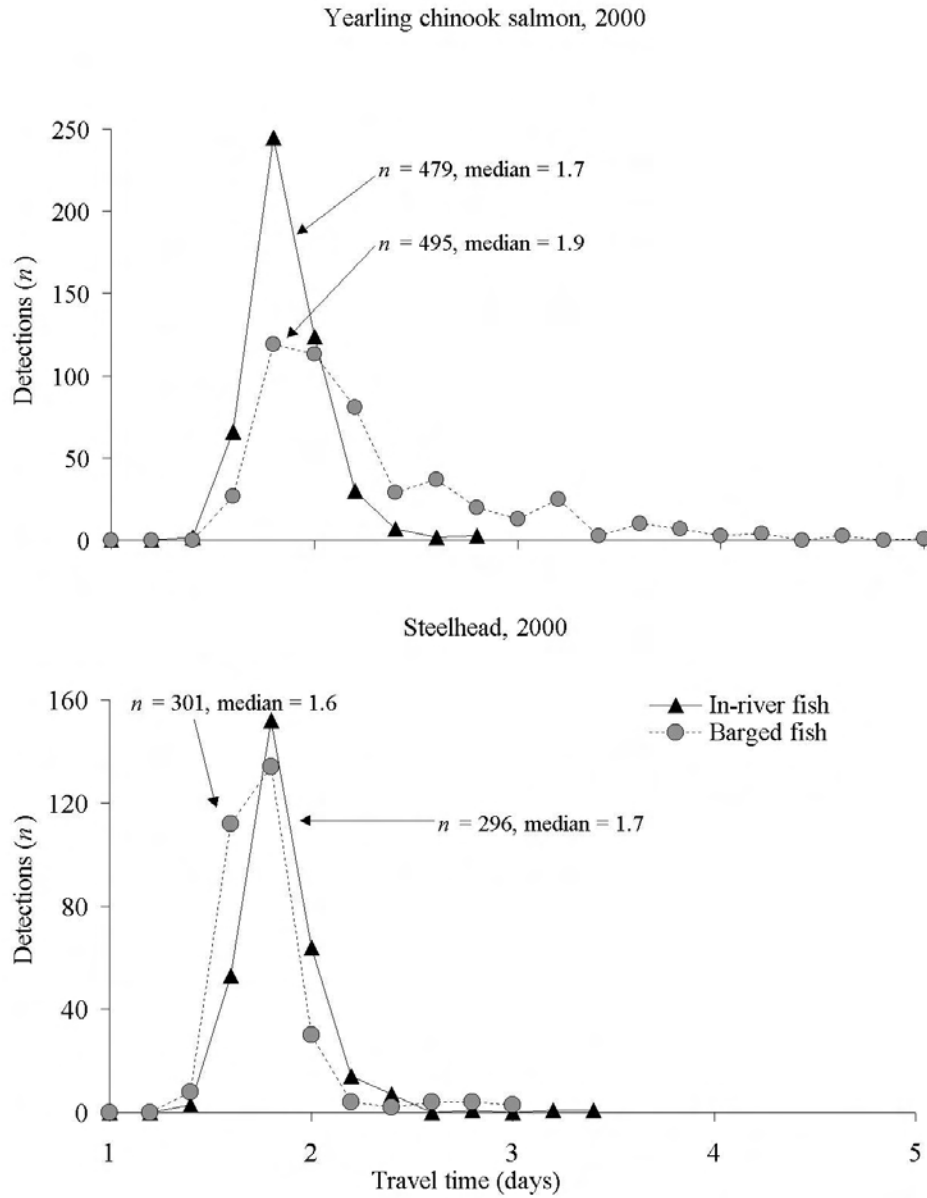 Yearling chinook salmon, 2000
250
200
150
100
50
0
Detections (n)
n = 479, median = 1.7
n = 495, median = 1.9
Steelhead, 2000
160
120
80
40
0
Detections (n)
n = 301, median = 1.6
In-river fish
Barged fish
n = 296, median = 1.7
1 2 3 4 5
Travel time (days)